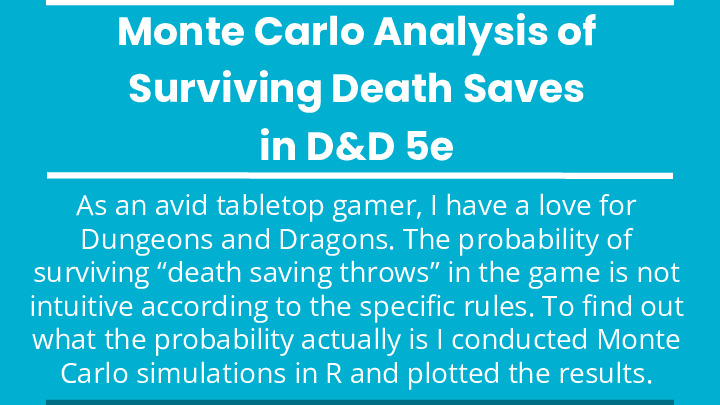 Monte Carlo Analysis of
Surviving Death Saves
in D&D 5e
As an avid tabletop gamer, I have a love for
Dungeons and Dragons. The probability of
surviving “death saving throws” in the game is not
intuitive according to the specific rules. To find out
what the probability actually is I conducted Monte
Carlo simulations in R and plotted the results.